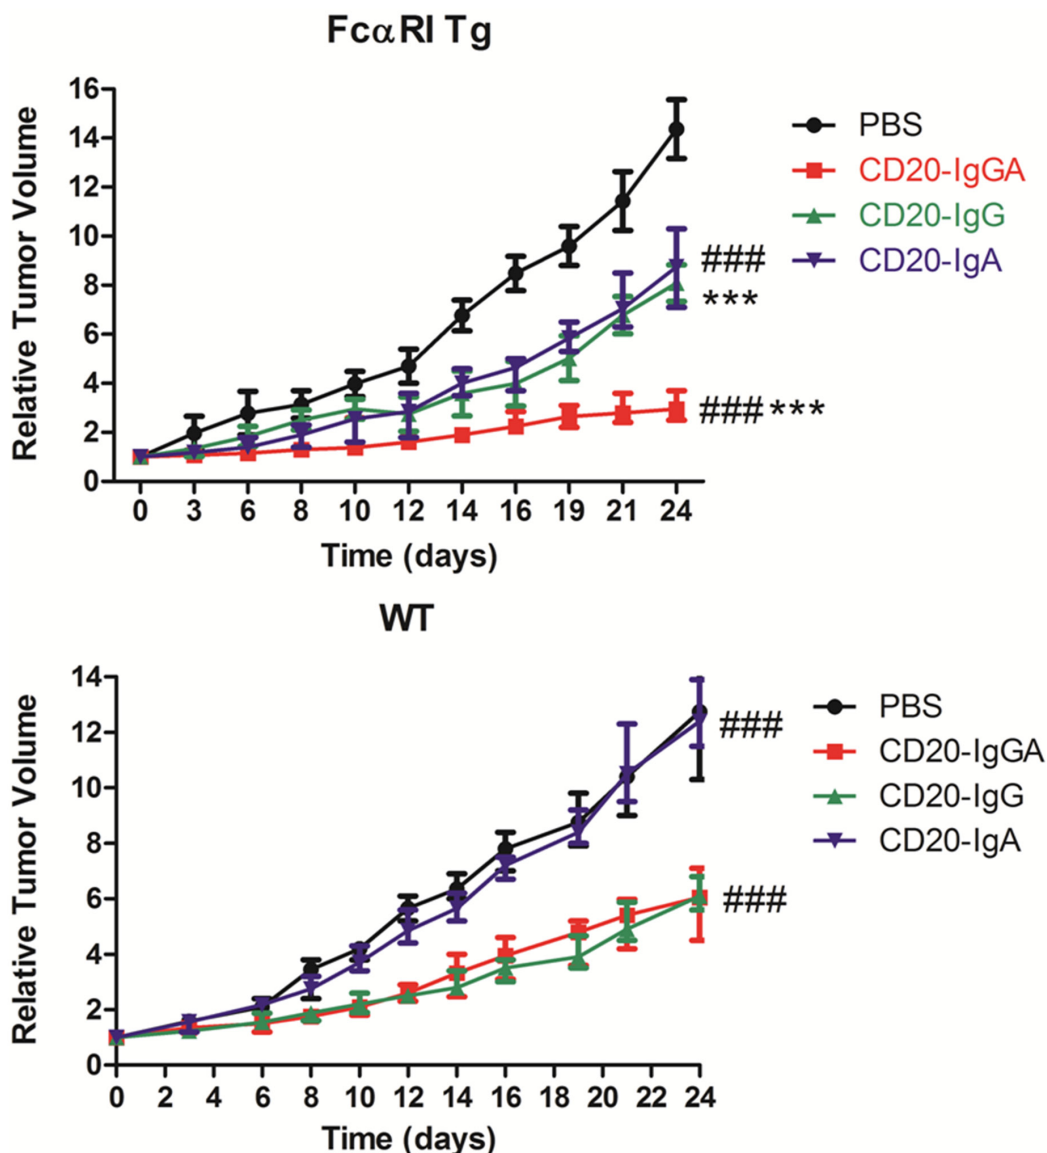 FcαRI Tg
Relative Tumor Volume
16
14
12
10
8
6
4
2
0
0 3 6 8 10 12 14 16 19 21 24
Time (days)
PBS
CD20-IgGA
CD20-IgG
CD20-IgA
###
***
###***
WT
Relative Tumor Volume
14
12
10
8
6
4
2
0
0 2 4 6 8 10 12 14 16 18 20 22 24
Time (days)
PBS
CD20-IgGA
CD20-IgG
CD20-IgA
###
###